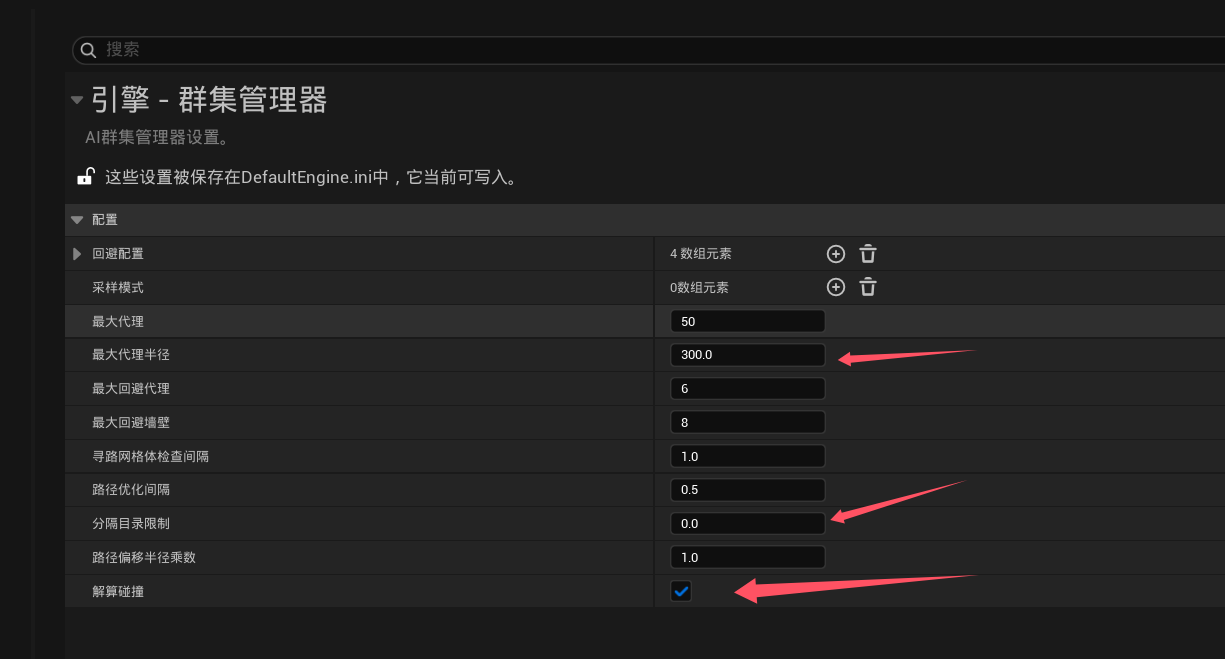 搜索
引擎 - 群集管理器
AI群集管理器设置。
这些设置被保存在DefaultEngine.ini中，它当前可写入。
配置
回避配置 4 数组元素
采样模式 0数组元素
最大代理 50
最大代理半径 300.0
最大回避代理 6
最大回避墙壁 8
寻路网格体检查间隔 1.0
路径优化间隔 0.5
分隔目录限制 0.0
路径偏移半径乘数 1.0
解算碰撞